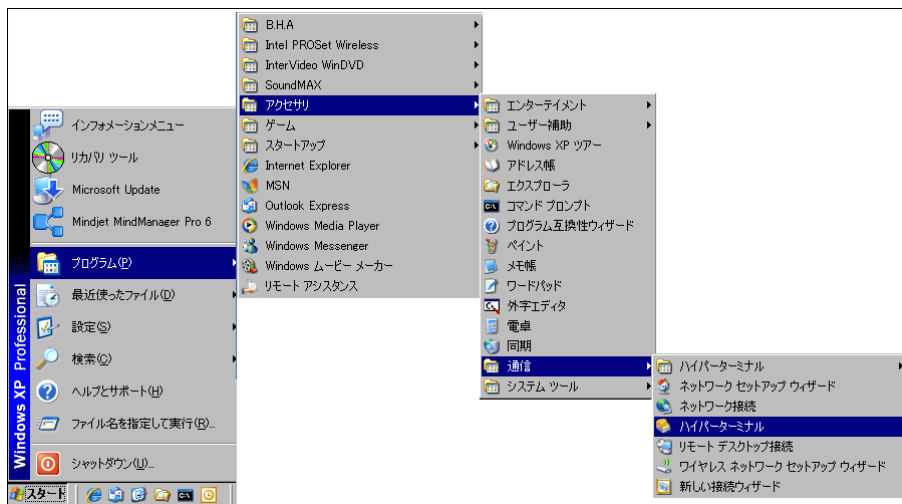 インフォメーションメニュー
リカバリ ツール
Microsoft Update
Mindjet MindManager Pro 6
プログラム(P)
最近使ったファイル(D)
設定(S)
検索(C)
ヘルプとサポート(H)
ファイル名を指定して実行(R)...
シャットダウン(U)...
Windows XP Professional
スタート
B.H.A
Intel PROSet Wireless
InterVideo WinDVD
SoundMAX
アクセサリ
ゲーム
スタートアップ
Internet Explorer
MSN
Outlook Express
Windows Media Player
Windows Messenger
Windows ムービー メーカー
リモート アシスタンス
エンターテイメント
ユーザー補助
Windows XP ツアー
アドレス帳
エクスプローラ
コマンド プロンプト
プログラム互換性ウィザード
ペイント
メモ帳
ワードパッド
外字エディタ
電卓
同期
通信
システム ツール
ハイパーターミナル
ネットワーク セットアップ ウィザード
ネットワーク接続
ハイパーターミナル
リモート デスクトップ接続
ワイヤレス ネットワーク セットアップ ウィザード
新しい接続ウィザード